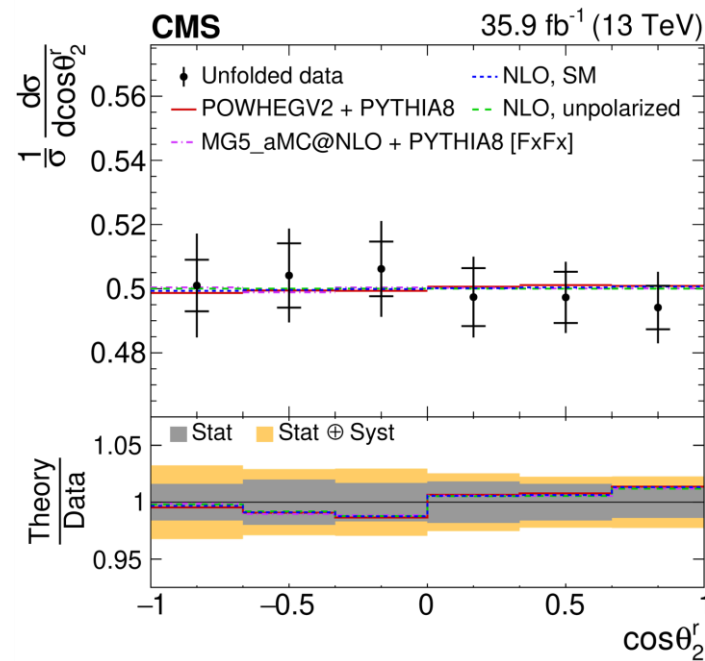 CMS 35.9 fb⁻¹ (13 TeV)
Unfolded data
NLO, SM
POWHEGV2 + PYTHIA8
NLO, unpolarized
MG5_aMC@NLO + PYTHIA8 [FxFx]
1/σ dσ/dcosθ₂ʳ
0.56
0.54
0.52
0.5
0.48
Stat
Stat ⊕ Syst
Theory/Data
1.05
1
0.95
−1 −0.5 0 0.5 1
cosθ₂ʳ